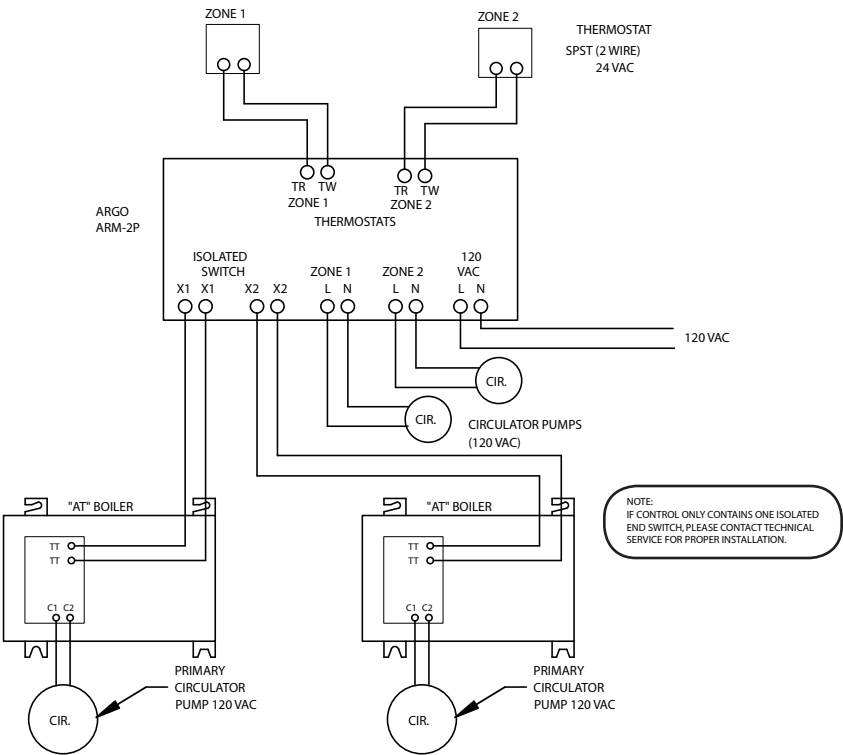 ZONE 1
ZONE 2
THERMOSTAT
SPST (2 WIRE)
24 VAC
ARGO
ARM-2P
TR TW
ZONE 1
TR TW
ZONE 2
THERMOSTATS
ISOLATED
SWITCH
X1 X1
X2 X2
ZONE 1
L N
ZONE 2
L N
120
VAC
L N
120 VAC
CIR.
CIR.
CIRCULATOR PUMPS
(120 VAC)
"AT" BOILER
TT
TT
C1 C2
"AT" BOILER
TT
TT
C1 C2
NOTE:
IF CONTROL ONLY CONTAINS ONE ISOLATED
END SWITCH, PLEASE CONTACT TECHNICAL
SERVICE FOR PROPER INSTALLATION.
PRIMARY
CIRCULATOR
PUMP 120 VAC
CIR.
PRIMARY
CIRCULATOR
PUMP 120 VAC
CIR.